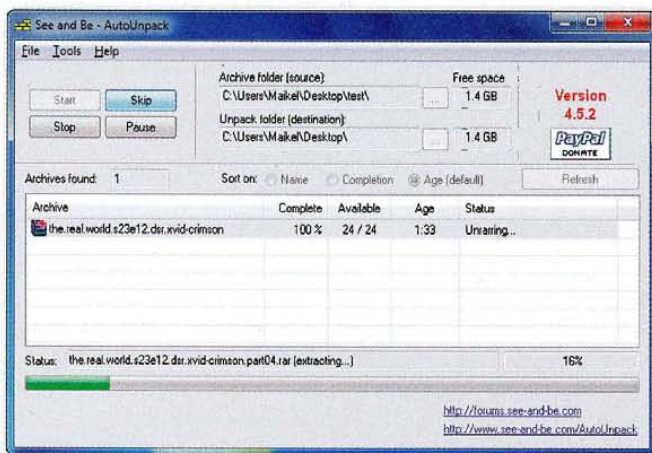 See and Be - AutoUnpack
File Tools Help
Archive folder (source):
Free space
Start
Skip
C:\Users\Maikel\Desktop\test\
...
1.4 GB
Version
4.5.2
Stop
Pause
Unpack folder (destination):
C:\Users\Maikel\Desktop\
...
1.4 GB
PayPal
DONATE
Archives found: 1
Sort on: Name Completion Age (default)
Refresh
Archive Complete Available Age Status
the.real.world.s23e12.dsr.xvid-crimson 100 % 24 / 24 1:33 Unrarring...
Status: the.real.world.s23e12.dsr.xvid-crimson.part04.rar (extracting...) 16%
http://forums.see-and-be.com
http://www.see-and-be.com/AutoUnpack